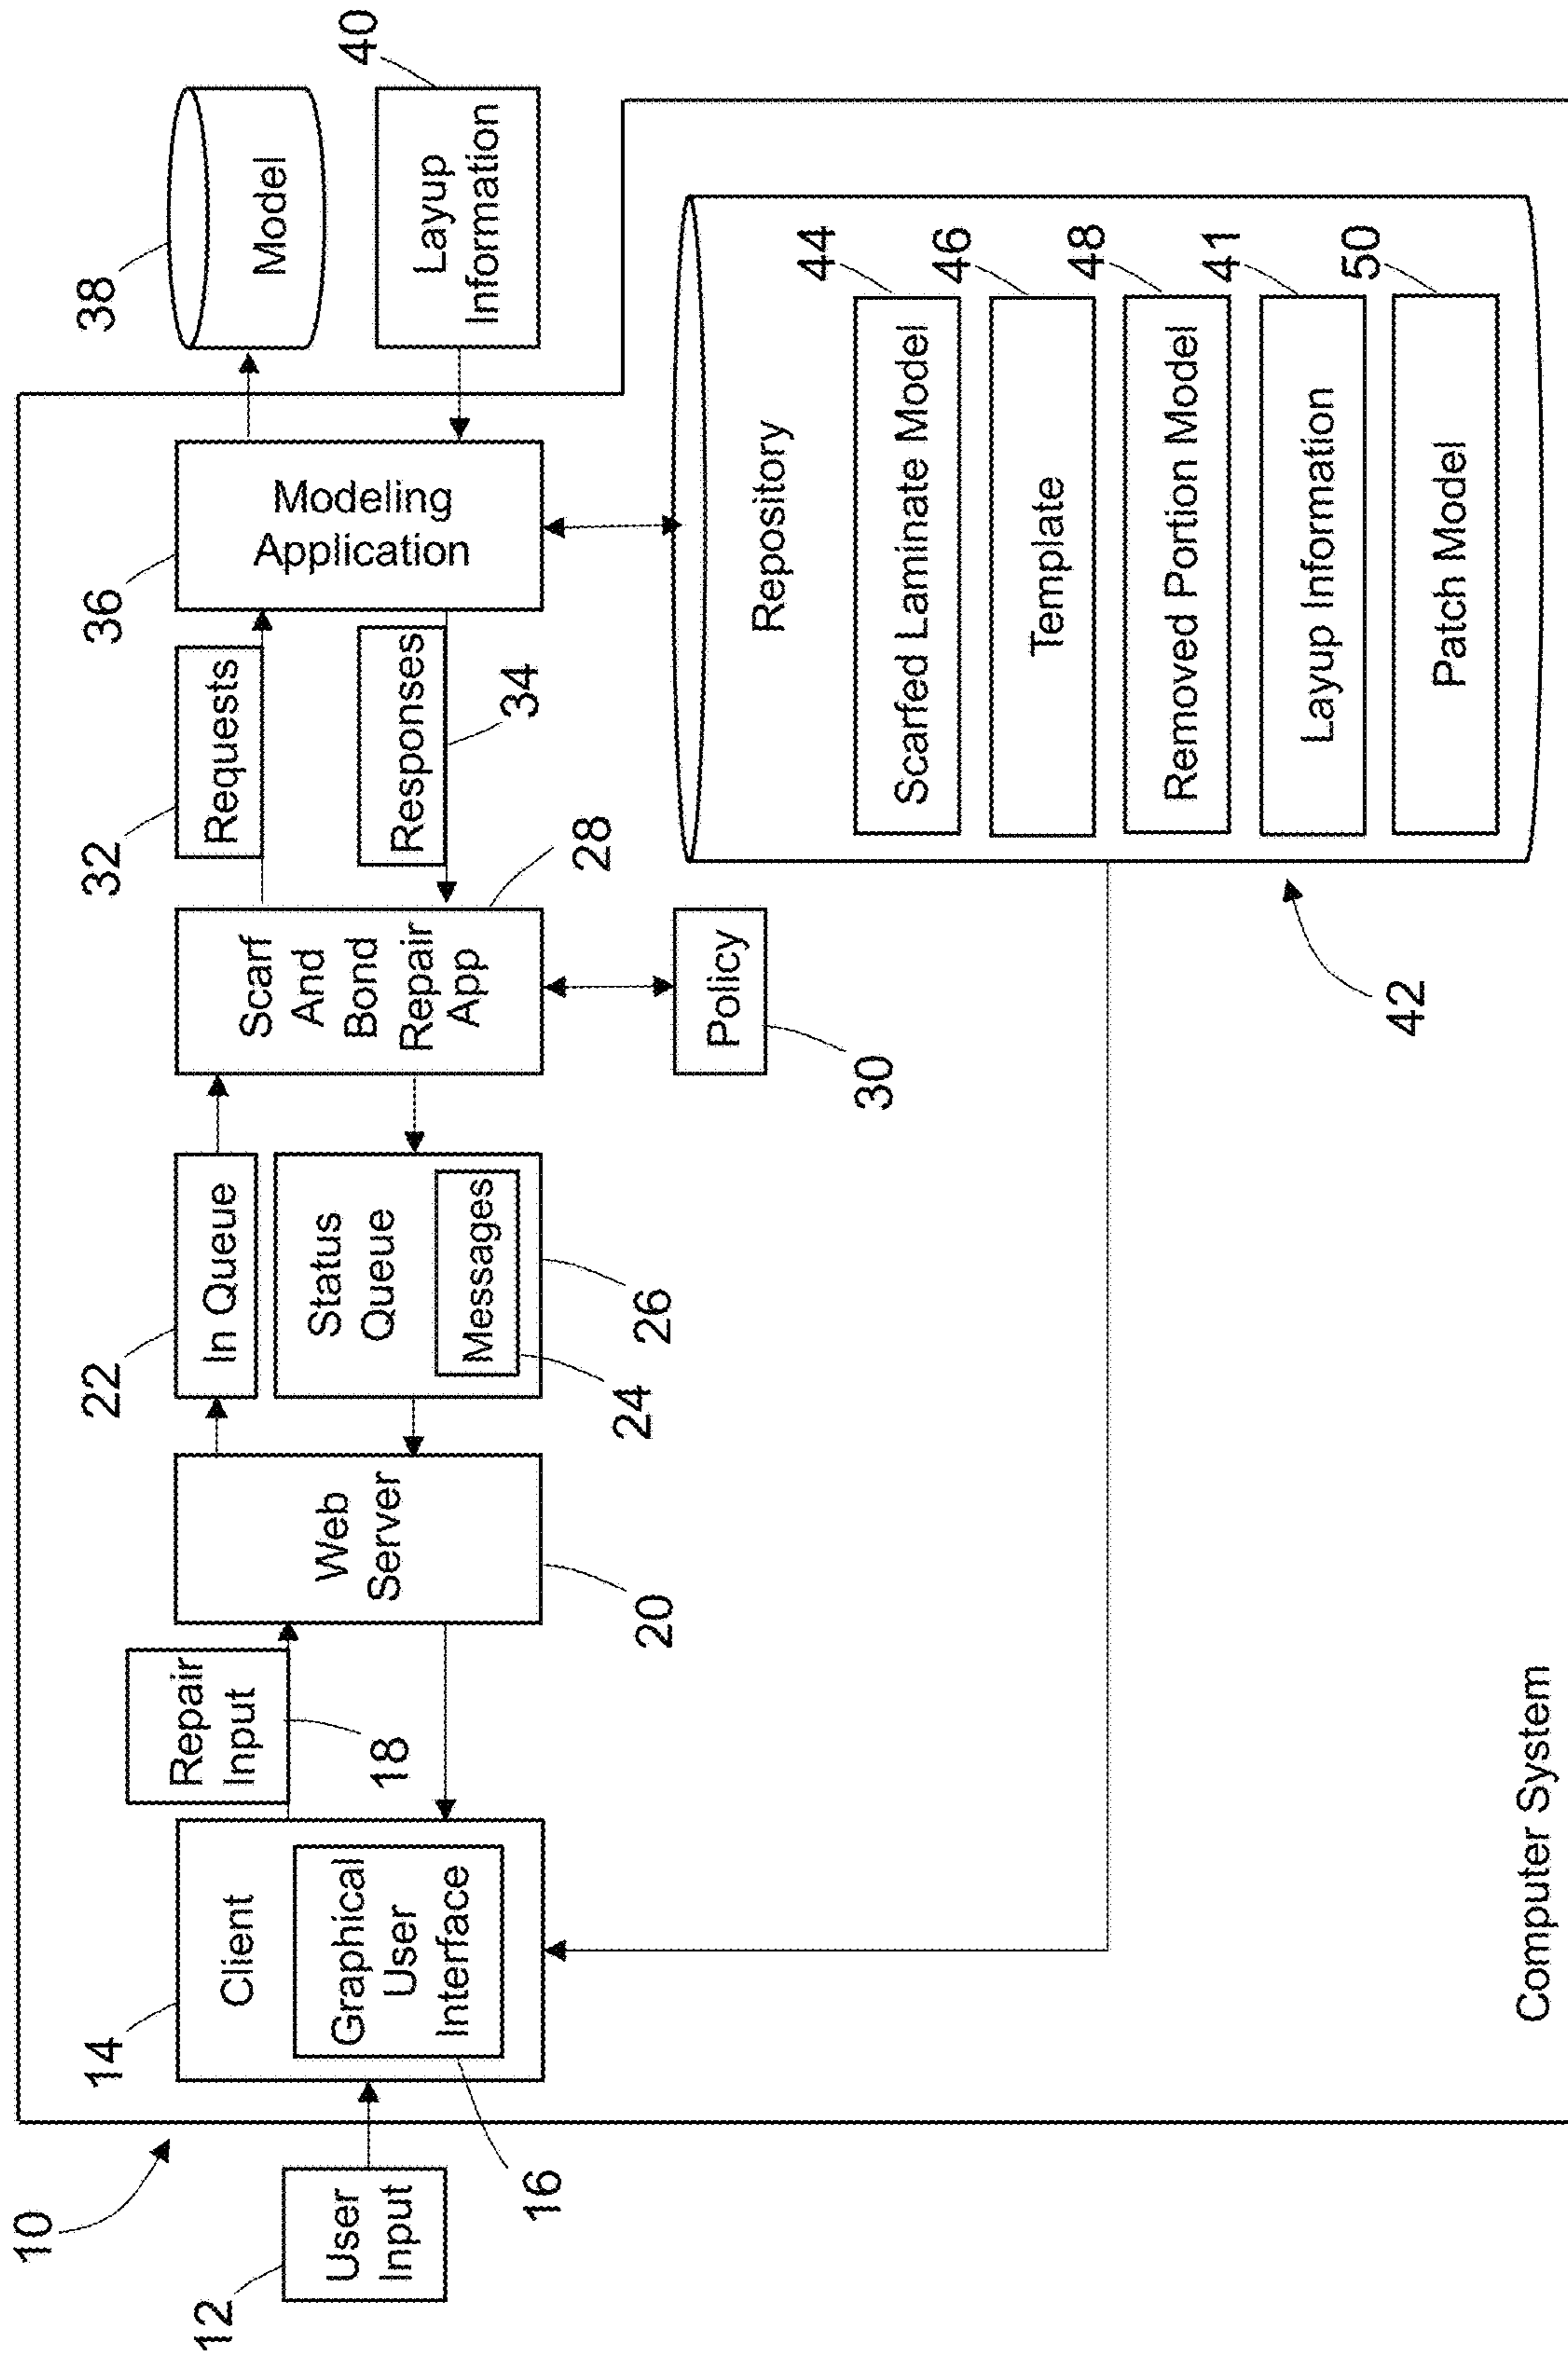 10
12
User
Input
14
Client
Graphical
User
Interface
16
Repair
Input
18
Web
Server
20
22
In Queue
Status
Queue
Messages
24
26
Scarf
And
Bond
Repair
App
28
Policy
30
32
Requests
Responses
34
36
Modeling
Application
38
Model
40
Layup
Information
Repository
44
Scarfed Laminate Model
46
Template
48
Removed Portion Model
41
Layup Information
50
Patch Model
42
Computer System